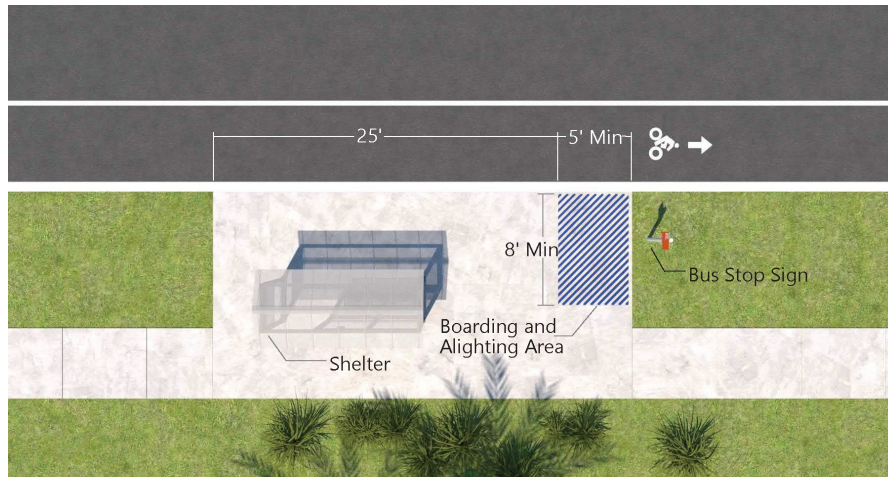 25'
5' Min
8' Min
Bus Stop Sign
Boarding and
Alighting Area
Shelter